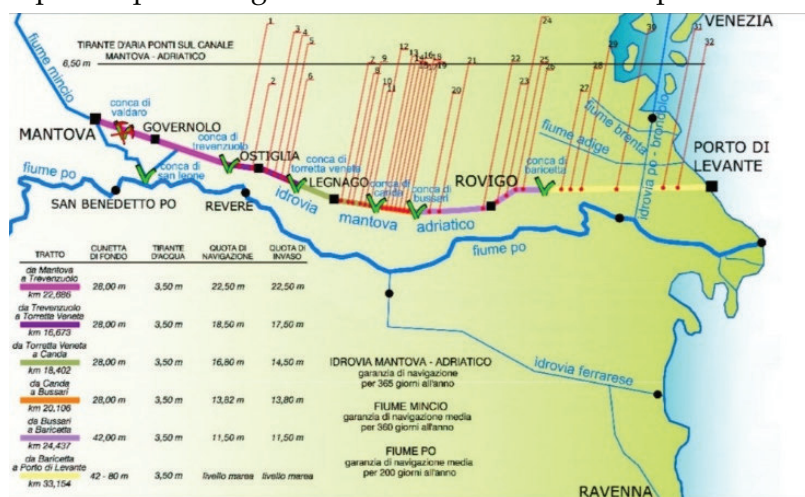 VENEZIA
TIRANTE D'ARIA PONTI SUL CANALE
MANTOVA - ADRIATICO
6,50 m
fiume mincio
conca di
valdaro
MANTOVA
GOVERNOLO
conca di
trevenzuolo
OSTIGLIA
conca di
torretta veneta
LEGNAGO
conca di
canda
conca di
bussari
ROVIGO
conca di
baricetta
PORTO DI
LEVANTE
fiume brenta
fiume adige
idrovia po - brondolo
fiume po
conca di
san leone
SAN BENEDETTO PO
REVERE
idrovia
mantova
adriatico
fiume po
idrovia ferrarese
RAVENNA
TRATTO CUNETTA DI FONDO TIRANTE D'ACQUA QUOTA DI NAVIGAZIONE QUOTA DI INVASO
da Mantova
a Trevenzuolo
km 22,686 28,00 m 3,50 m 22,50 m 22,50 m
da Trevenzuolo
a Torretta Veneta
km 16,673 28,00 m 3,50 m 18,50 m 17,50 m
da Torretta Veneta
a Canda
km 18,402 28,00 m 3,50 m 16,80 m 14,50 m
da Canda
a Bussari
km 20,106 28,00 m 3,50 m 13,82 m 13,80 m
da Bussari
a Baricetta
km 24,437 42,00 m 3,50 m 11,50 m 11,50 m
da Baricetta
a Porto di Levante
km 33,154 42 - 80 m 3,50 m livello marea livello marea
IDROVIA MANTOVA - ADRIATICO
garanzia di navigazione
per 365 giorni all'anno
FIUME MINCIO
garanzia di navigazione media
per 360 giorni all'anno
FIUME PO
garanzia di navigazione media
per 200 giorni all'anno